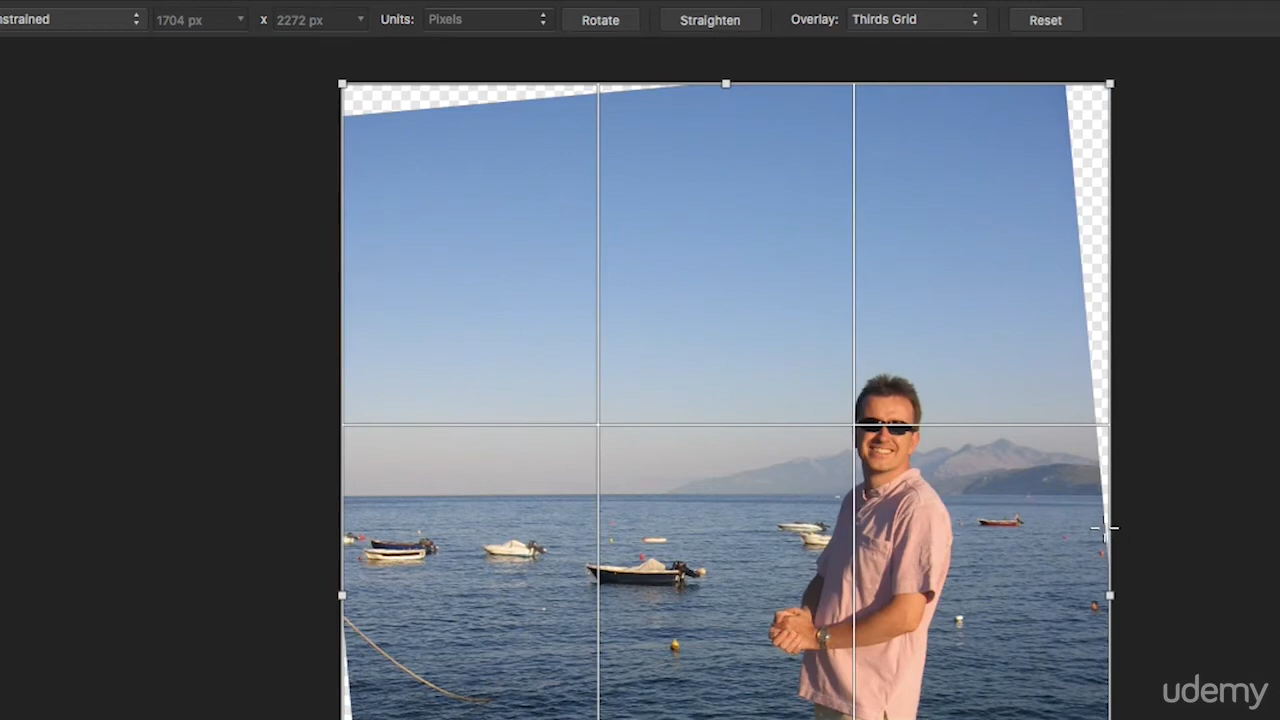 nstrained 1704 px x 2272 px Units: Pixels Rotate Straighten Overlay: Thirds Grid Reset
udemy